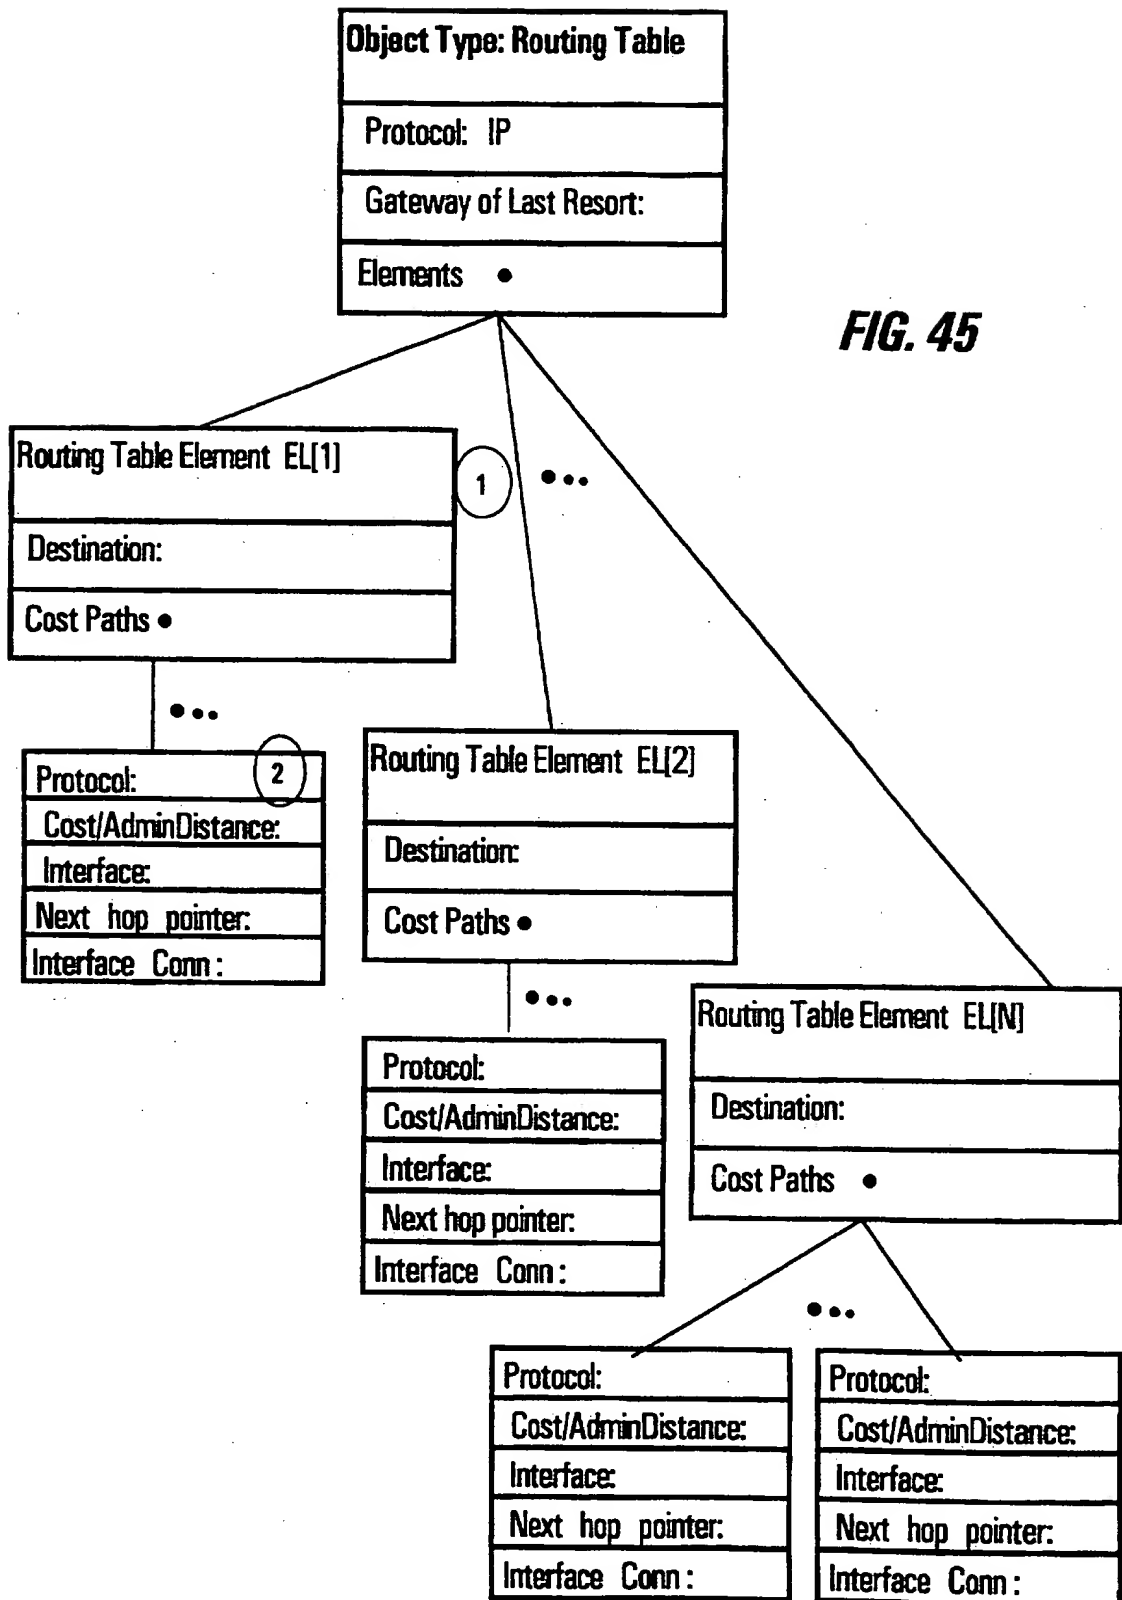 Object Type: Routing Table
Protocol: IP
Gateway of Last Resort:
Elements
FIG. 45
Routing Table Element EL[1]
1
Destination:
Cost Paths
2
Protocol:
Cost/AdminDistance:
Interface:
Next hop pointer:
Interface Conn :
Routing Table Element EL[2]
Destination:
Cost Paths
Protocol:
Cost/AdminDistance:
Interface:
Next hop pointer:
Interface Conn :
Routing Table Element EL[N]
Destination:
Cost Paths
Protocol:
Cost/AdminDistance:
Interface:
Next hop pointer:
Interface Conn :
Protocol:
Cost/AdminDistance:
Interface:
Next hop pointer:
Interface Conn :